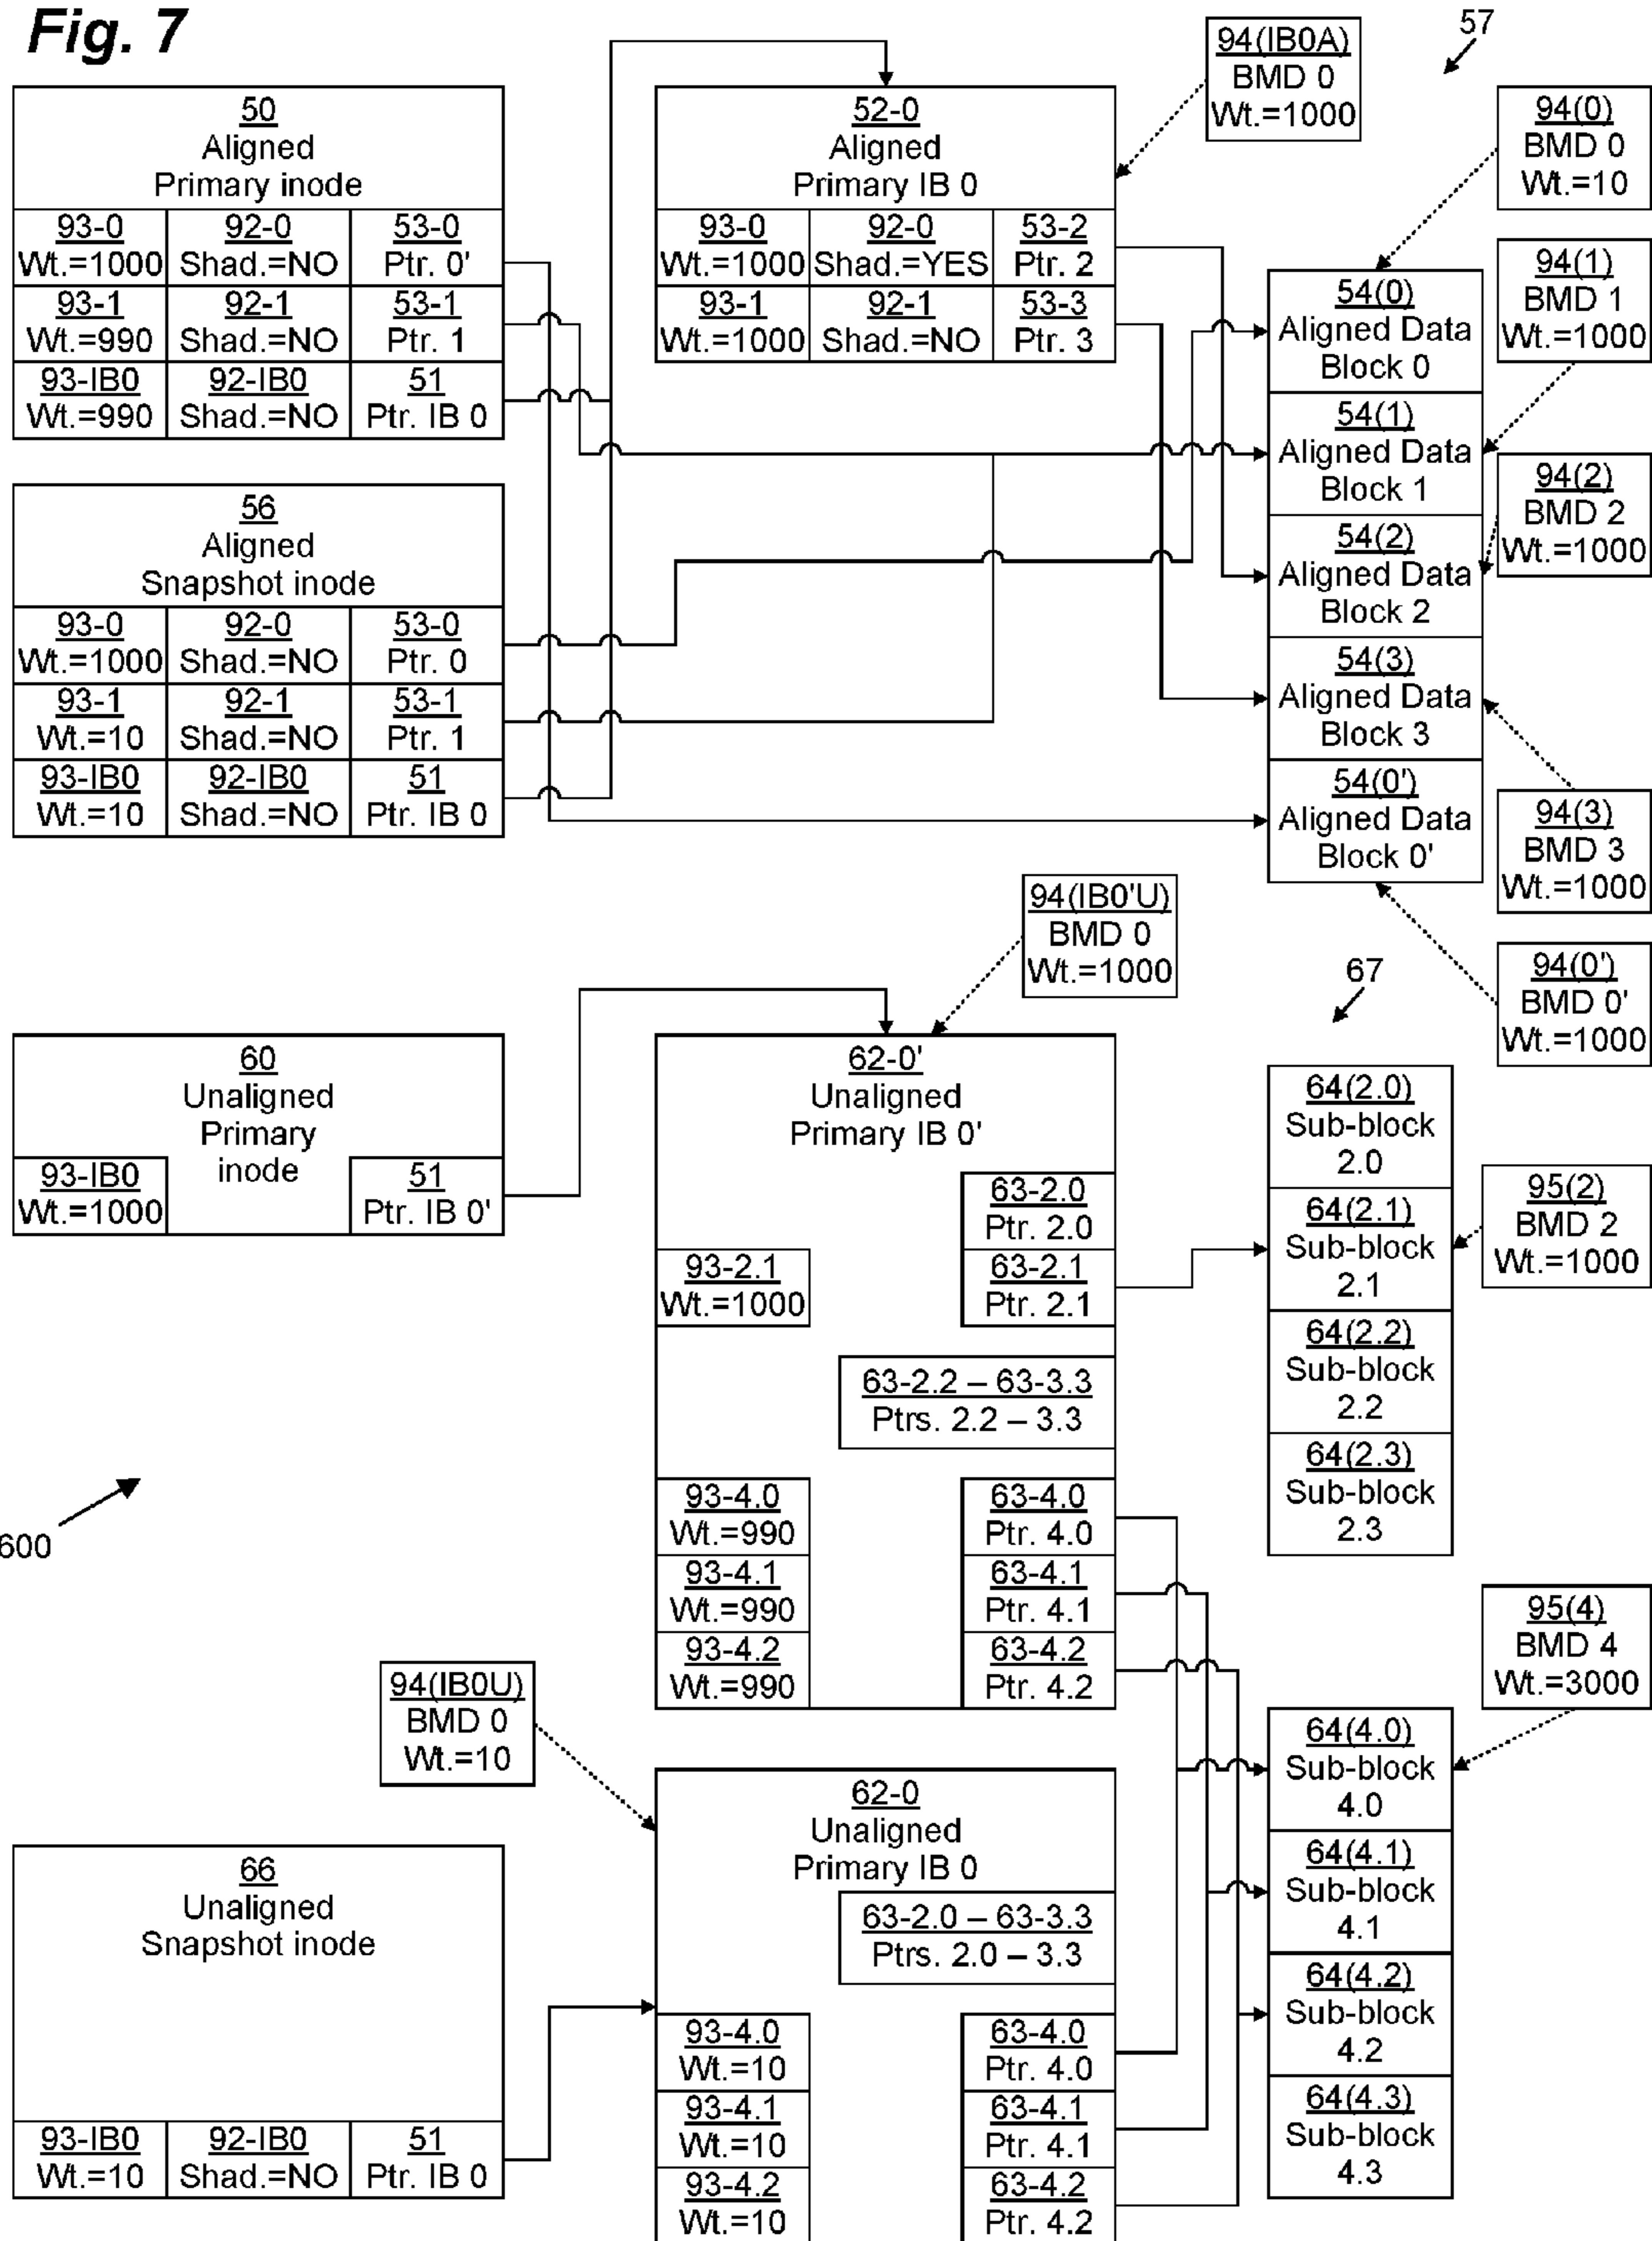 Fig. 7
57
94(IB0A)
BMD 0
Wt.=1000
50
Aligned
Primary inode
93-0
Wt.=1000
92-0
Shad.=NO
53-0
Ptr. 0'
93-1
Wt.=990
92-1
Shad.=NO
53-1
Ptr. 1
93-IB0
Wt.=990
92-IB0
Shad.=NO
51
Ptr. IB 0
52-0
Aligned
Primary IB 0
93-0
Wt.=1000
92-0
Shad.=YES
53-2
Ptr. 2
93-1
Wt.=1000
92-1
Shad.=NO
53-3
Ptr. 3
94(0)
BMD 0
Wt.=10
94(1)
BMD 1
Wt.=1000
94(2)
BMD 2
Wt.=1000
94(3)
BMD 3
Wt.=1000
94(0')
BMD 0'
Wt.=1000
54(0)
Aligned Data
Block 0
54(1)
Aligned Data
Block 1
54(2)
Aligned Data
Block 2
54(3)
Aligned Data
Block 3
54(0')
Aligned Data
Block 0'
56
Aligned
Snapshot inode
93-0
Wt.=1000
92-0
Shad.=NO
53-0
Ptr. 0
93-1
Wt.=10
92-1
Shad.=NO
53-1
Ptr. 1
93-IB0
Wt.=10
92-IB0
Shad.=NO
51
Ptr. IB 0
94(IB0'U)
BMD 0
Wt.=1000
67
60
Unaligned
Primary
inode
93-IB0
Wt.=1000
51
Ptr. IB 0'
62-0'
Unaligned
Primary IB 0'
63-2.0
Ptr. 2.0
93-2.1
Wt.=1000
63-2.1
Ptr. 2.1
63-2.2 – 63-3.3
Ptrs. 2.2 – 3.3
93-4.0
Wt.=990
63-4.0
Ptr. 4.0
93-4.1
Wt.=990
63-4.1
Ptr. 4.1
93-4.2
Wt.=990
63-4.2
Ptr. 4.2
64(2.0)
Sub-block
2.0
64(2.1)
Sub-block
2.1
64(2.2)
Sub-block
2.2
64(2.3)
Sub-block
2.3
95(2)
BMD 2
Wt.=1000
600
94(IB0U)
BMD 0
Wt.=10
95(4)
BMD 4
Wt.=3000
62-0
Unaligned
Primary IB 0
63-2.0 – 63-3.3
Ptrs. 2.0 – 3.3
93-4.0
Wt.=10
63-4.0
Ptr. 4.0
93-4.1
Wt.=10
63-4.1
Ptr. 4.1
93-4.2
Wt.=10
63-4.2
Ptr. 4.2
64(4.0)
Sub-block
4.0
64(4.1)
Sub-block
4.1
64(4.2)
Sub-block
4.2
64(4.3)
Sub-block
4.3
66
Unaligned
Snapshot inode
93-IB0
Wt.=10
92-IB0
Shad.=NO
51
Ptr. IB 0